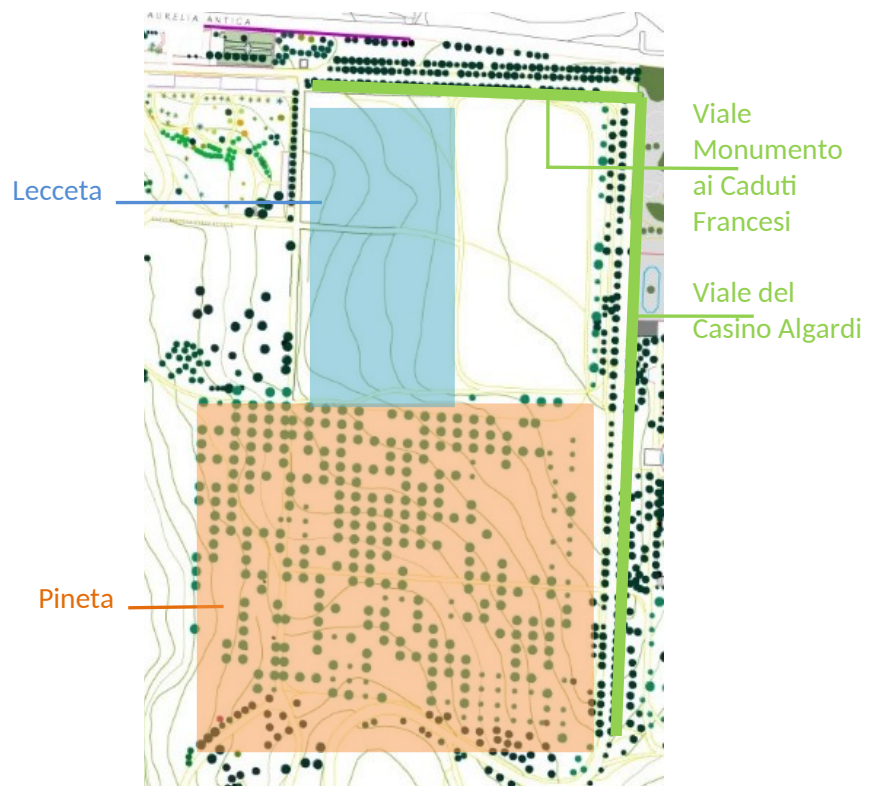 AURELIA ANTICA
Viale
Monumento
ai Caduti
Francesi
Lecceta
Viale del
Casino Algardi
Pineta